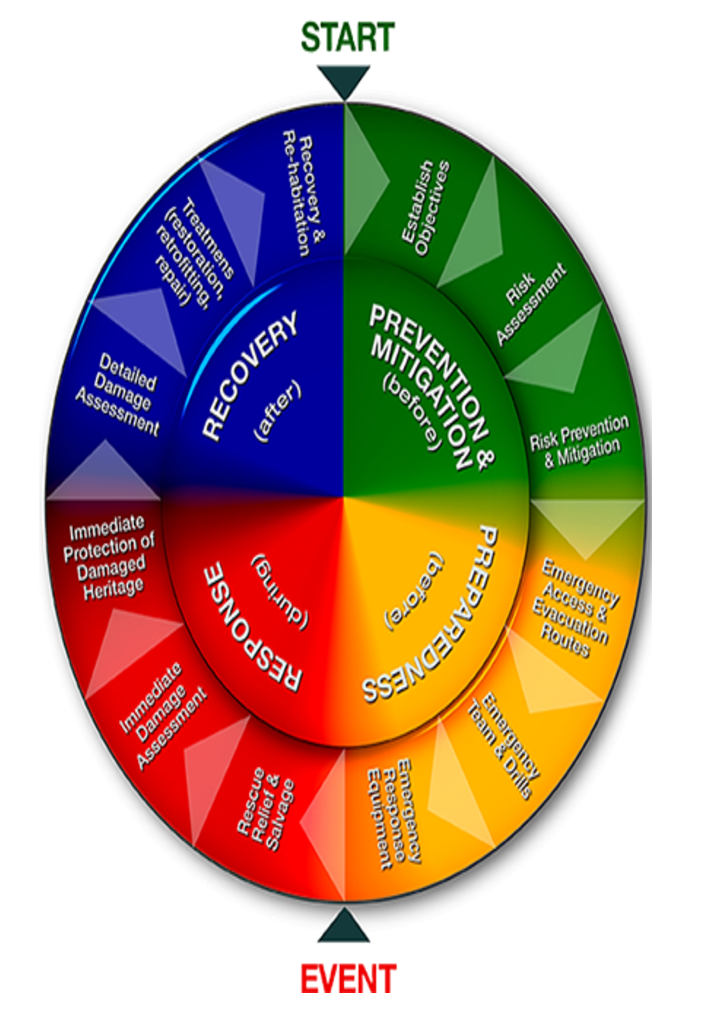 START
Establish
Objectives
Risk
Assessment
Risk Prevention
& Mitigation
Emergency
Access &
Evacuation
Routes
Emergency
Team & Drills
Emergency
Response
Equipment
Rescue
Relief &
Salvage
Immediate
Damage
Assessment
Immediate
Protection of
Damaged
Heritage
Detailed
Damage
Assessment
Treatmens
(restoration,
retrofitting,
repair)
Recovery &
Re-habitation
PREVENTION &
MITIGATION
(before)
PREPAREDNESS
(before)
RESPONSE
(during)
RECOVERY
(after)
EVENT